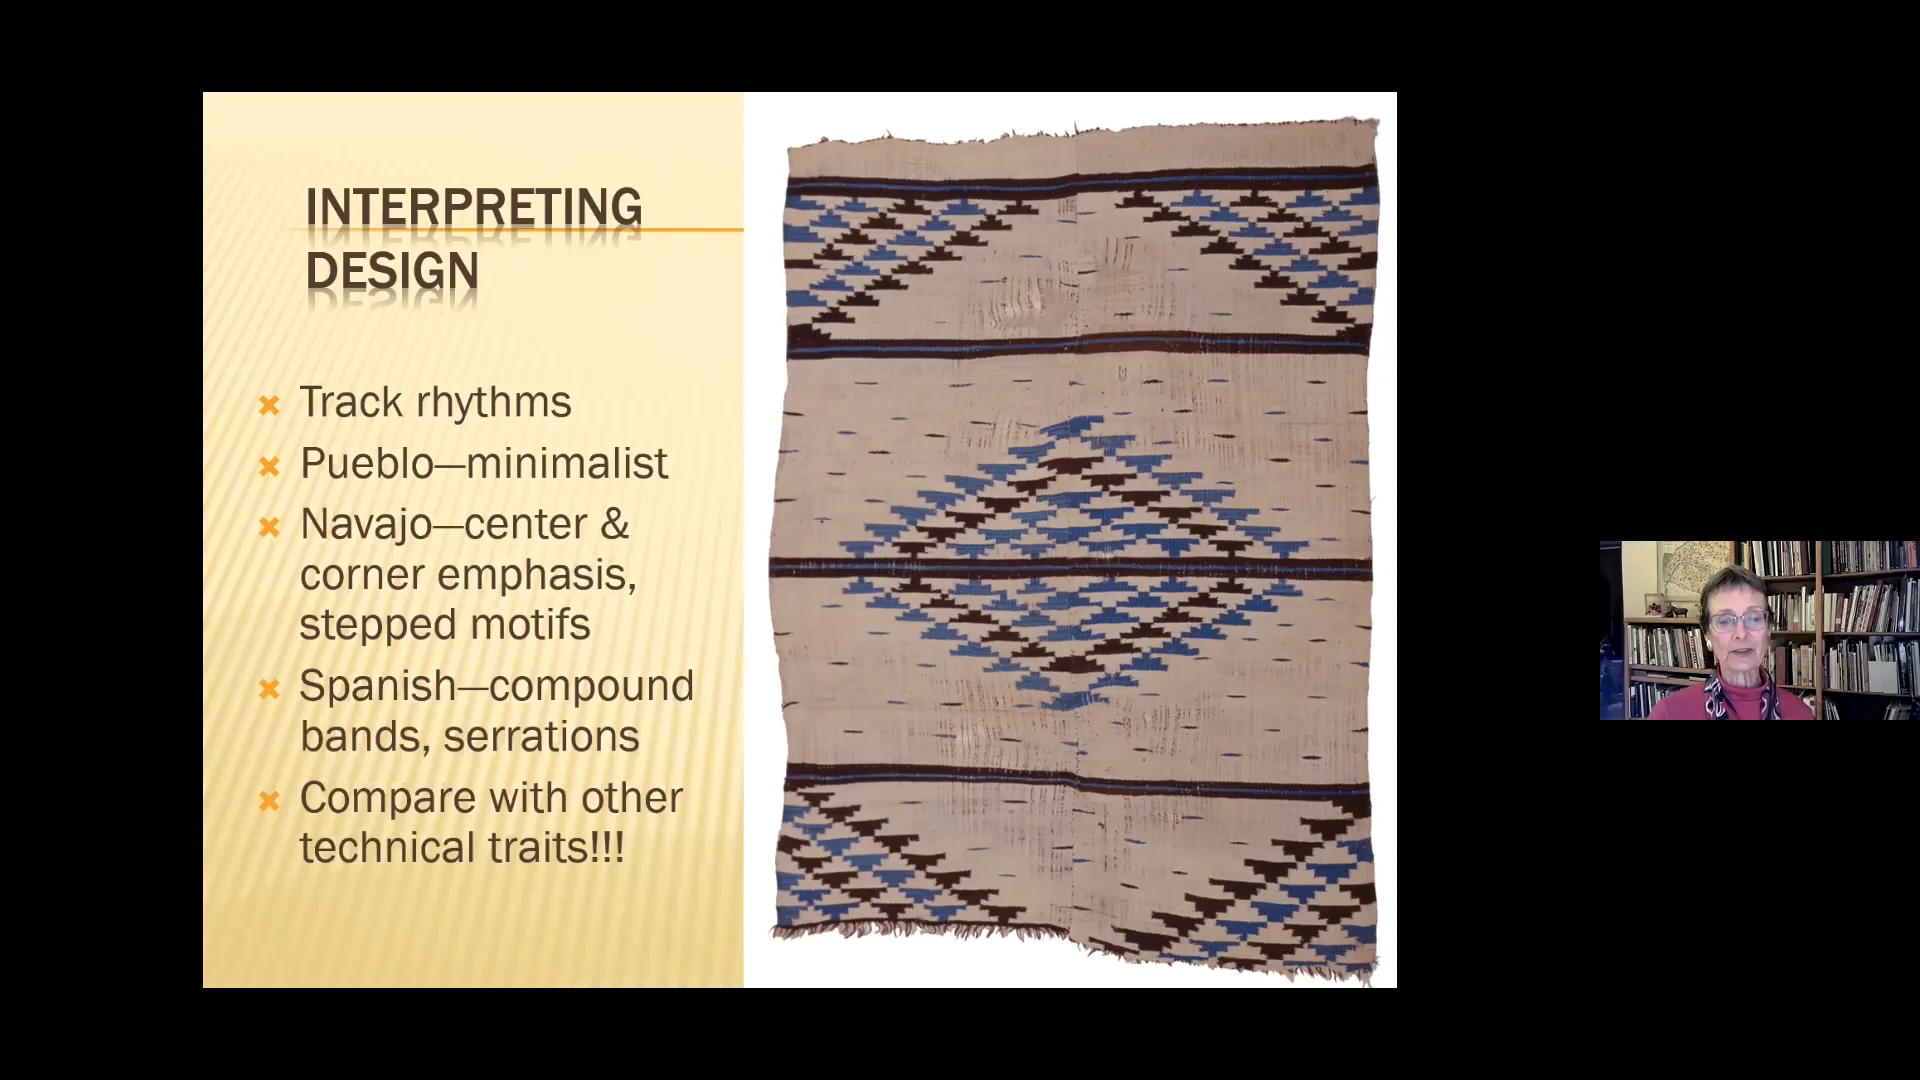 INTERPRETING
DESIGN
Track rhythms
Pueblo—minimalist
Navajo—center &
corner emphasis,
stepped motifs
Spanish—compound
bands, serrations
Compare with other
technical traits!!!